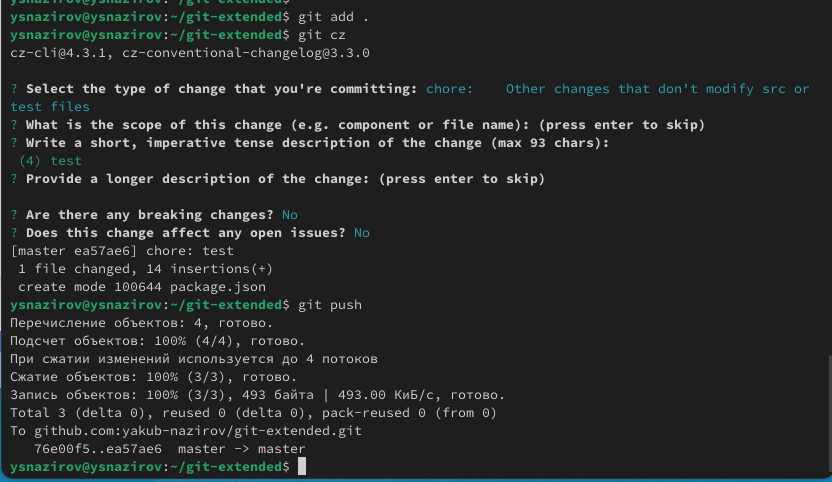 ysnazirov@ysnazirov:~/git-extended$ git add .
ysnazirov@ysnazirov:~/git-extended$ git cz
cz-cli@4.3.1, cz-conventional-changelog@3.3.0
? Select the type of change that you're committing: chore:    Other changes that don't modify src or
test files
? What is the scope of this change (e.g. component or file name): (press enter to skip)
? Write a short, imperative tense description of the change (max 93 chars):
 (4) test
? Provide a longer description of the change: (press enter to skip)
? Are there any breaking changes? No
? Does this change affect any open issues? No
[master ea57ae6] chore: test
 1 file changed, 14 insertions(+)
 create mode 100644 package.json
ysnazirov@ysnazirov:~/git-extended$ git push
Перечисление объектов: 4, готово.
Подсчет объектов: 100% (4/4), готово.
При сжатии изменений используется до 4 потоков
Сжатие объектов: 100% (3/3), готово.
Запись объектов: 100% (3/3), 493 байта | 493.00 КиБ/с, готово.
Total 3 (delta 0), reused 0 (delta 0), pack-reused 0 (from 0)
To github.com:yakub-nazirov/git-extended.git
   76e00f5..ea57ae6  master -> master
ysnazirov@ysnazirov:~/git-extended$